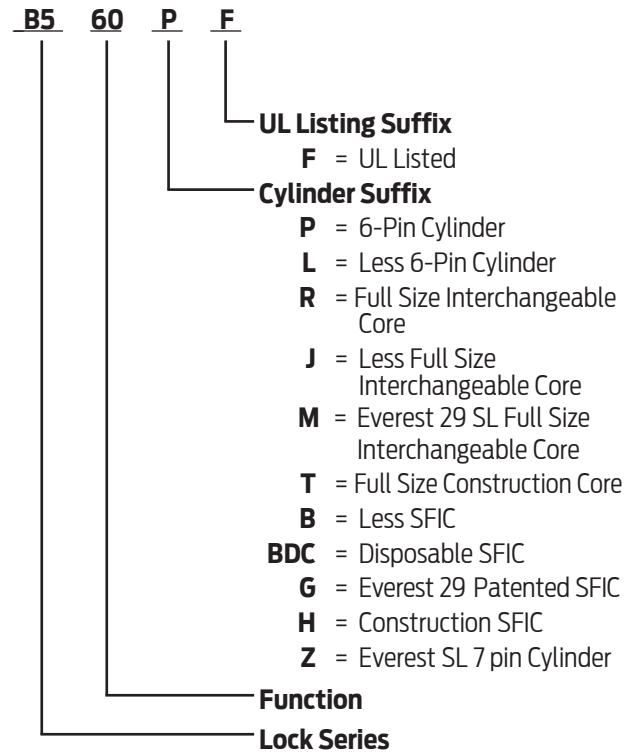 B5 60 P F
UL Listing Suffix
F = UL Listed
Cylinder Suffix
P = 6-Pin Cylinder
L = Less 6-Pin Cylinder
R = Full Size Interchangeable
Core
J = Less Full Size
Interchangeable Core
M = Everest 29 SL Full Size
Interchangeable Core
T = Full Size Construction Core
B = Less SFIC
BDC = Disposable SFIC
G = Everest 29 Patented SFIC
H = Construction SFIC
Z = Everest SL 7 pin Cylinder
Function
Lock Series